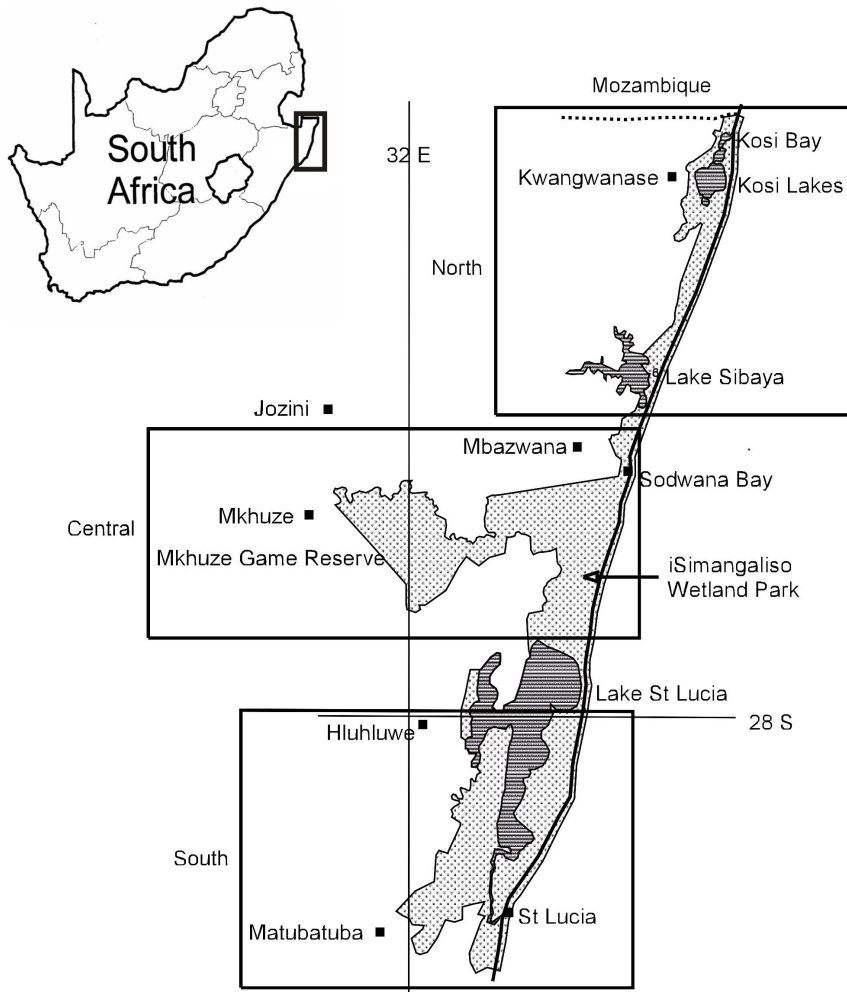 South
Africa
Mozambique
32 E
Kosi Bay
Kwangwanase
Kosi Lakes
North
Lake Sibaya
Jozini
Mbazwana
Sodwana Bay
Mkhuze
Central
Mkhuze Game Reserve
iSimangaliso
Wetland Park
Lake St Lucia
28 S
Hluhluwe
South
St Lucia
Matubatuba